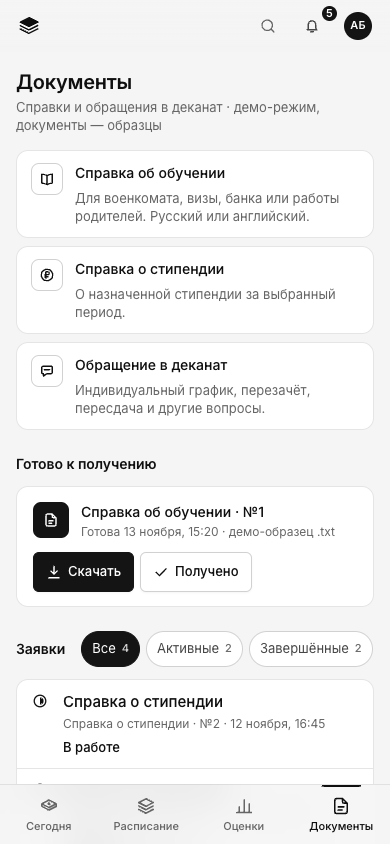 5
АБ
Документы
Справки и обращения в деканат · демо-режим,
документы — образцы
Справка об обучении
Для военкомата, визы, банка или работы
родителей. Русский или английский.
Справка о стипендии
О назначенной стипендии за выбранный
период.
Обращение в деканат
Индивидуальный график, перезачёт,
пересдача и другие вопросы.
Готово к получению
Справка об обучении · №1
Готова 13 ноября, 15:20 · демо-образец .txt
Скачать Получено
Заявки Все 4 Активные 2 Завершённые 2
Справка о стипендии
Справка о стипендии · №2 · 12 ноября, 16:45
В работе
Сегодня Расписание Оценки Документы